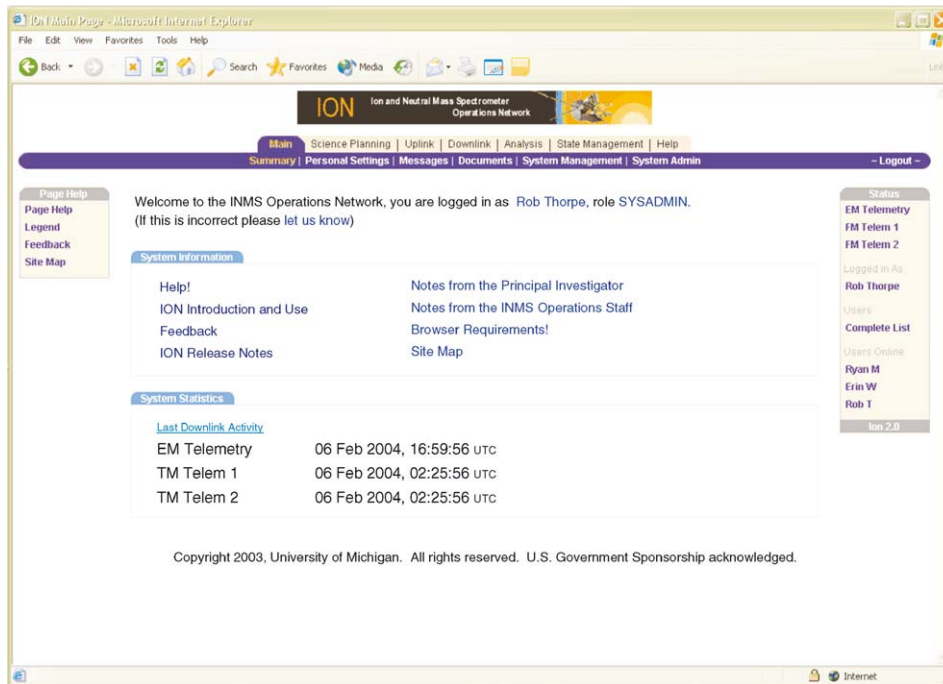 ION Main Page - Microsoft Internet Explorer
File Edit View Favorites Tools Help
Back Search Favorites Media
ION Ion and Neutral Mass Spectrometer
Operations Network
Main Science Planning | Uplink | Downlink | Analysis | State Management | Help
Summary | Personal Settings | Messages | Documents | System Management | System Admin ~ Logout ~
Page Help
Page Help
Legend
Feedback
Site Map
Welcome to the INMS Operations Network, you are logged in as Rob Thorpe, role SYSADMIN.
(If this is incorrect please let us know)
System Information
Help!
ION Introduction and Use
Feedback
ION Release Notes
Notes from the Principal Investigator
Notes from the INMS Operations Staff
Browser Requirements!
Site Map
System Statistics
Last Downlink Activity
EM Telemetry 06 Feb 2004, 16:59:56 UTC
TM Telem 1 06 Feb 2004, 02:25:56 UTC
TM Telem 2 06 Feb 2004, 02:25:56 UTC
Status
EM Telemetry
FM Telem 1
FM Telem 2
Logged in As:
Rob Thorpe
Users
Complete List
Users Online
Ryan M
Erin W
Rob T
Ion 2.0
Copyright 2003, University of Michigan. All rights reserved. U.S. Government Sponsorship acknowledged.
Internet